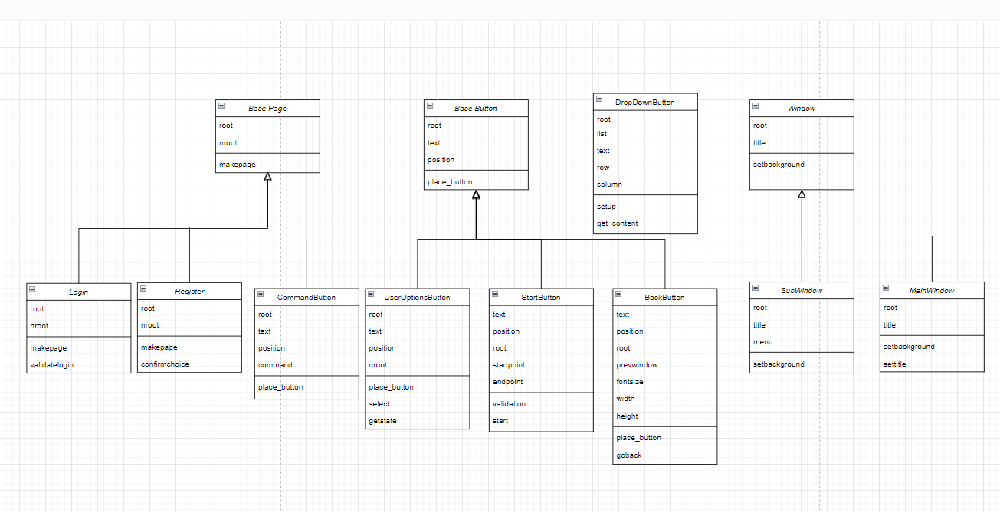 Base Page
root
nroot
makepage
Base Button
root
text
position
place_button
DropDownButton
root
list
text
row
column
setup
get_content
Window
root
title
setbackground
Login
root
nroot
makepage
validatelogin
Register
root
nroot
makepage
confirmchoice
CommandButton
root
text
position
command
place_button
UserOptionsButton
root
text
position
nroot
place_button
select
getstate
StartButton
text
position
root
startpoint
endpoint
validation
start
BackButton
text
position
root
prevwindow
fontsize
width
height
place_button
goback
SubWindow
root
title
menu
setbackground
MainWindow
root
title
setbackground
settitle